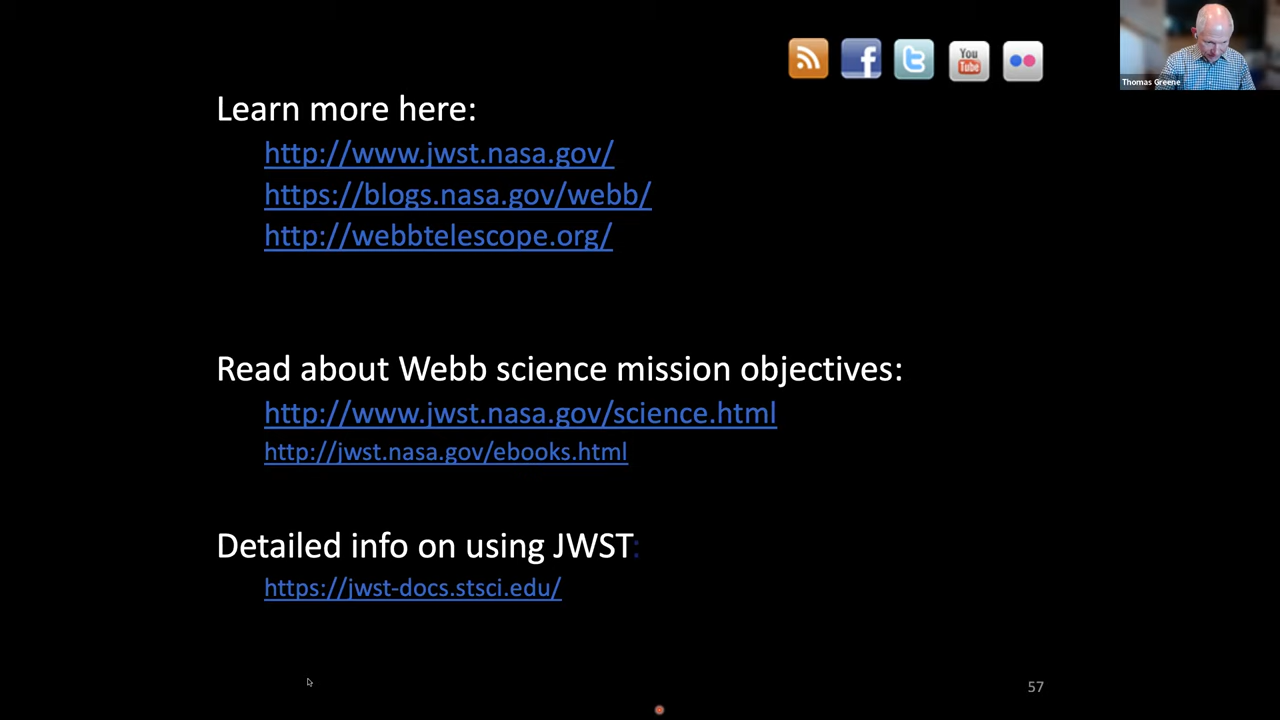 You
Tube
Thomas Greene
Learn more here:
http://www.jwst.nasa.gov/
https://blogs.nasa.gov/webb/
http://webbtelescope.org/
Read about Webb science mission objectives:
http://www.jwst.nasa.gov/science.html
http://jwst.nasa.gov/ebooks.html
Detailed info on using JWST:
https://jwst-docs.stsci.edu/
57